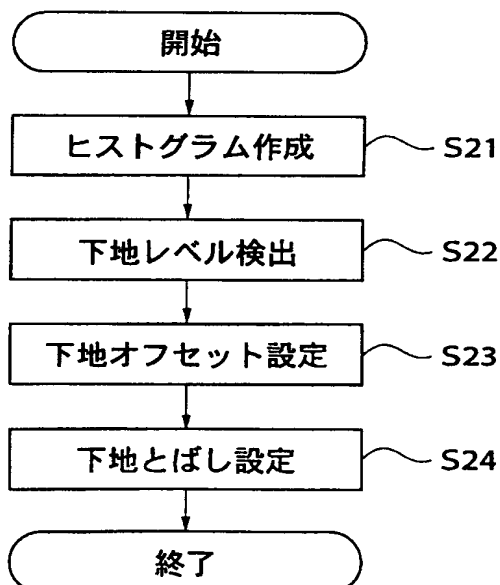 開始
ヒストグラム作成 S21
下地レベル検出 S22
下地オフセット設定 S23
下地とばし設定 S24
終了